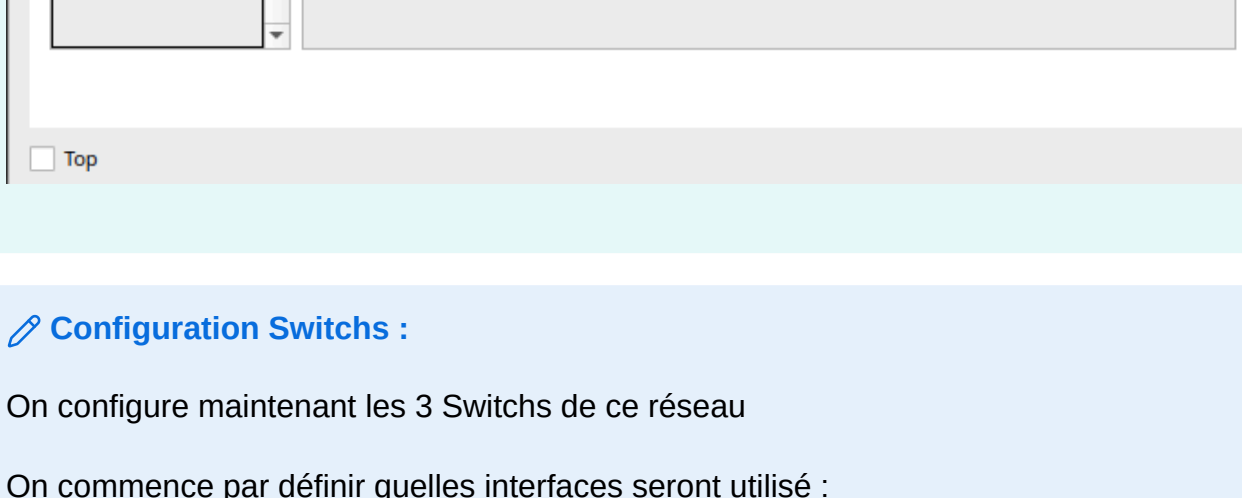 Top
Configuration Switchs :
On configure maintenant les 3 Switchs de ce réseau
On commence par définir quelles interfaces seront utilisé :